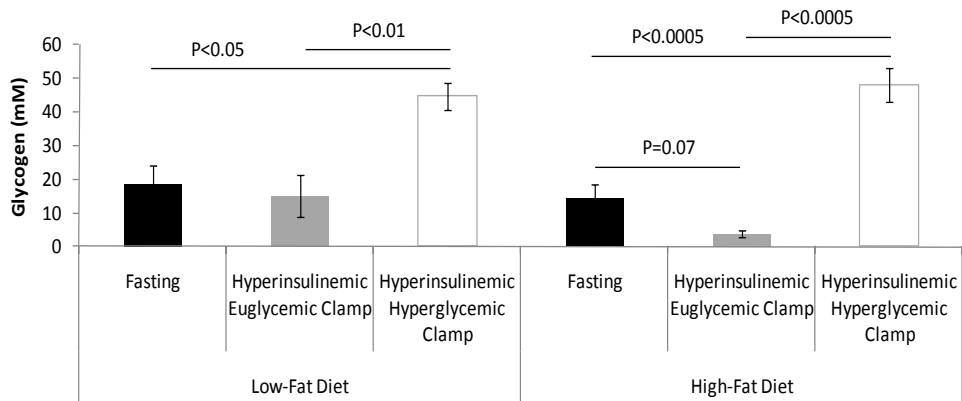 P<0.01
P<0.0005
P<0.05
P<0.0005
60
50
40
30
20
10
0
Glycogen (mM)
P=0.07
Fasting
Hyperinsulinemic
Euglycemic Clamp
Hyperinsulinemic
Hyperglycemic
Clamp
Fasting
Hyperinsulinemic
Euglycemic Clamp
Hyperinsulinemic
Hyperglycemic
Clamp
Low-Fat Diet
High-Fat Diet